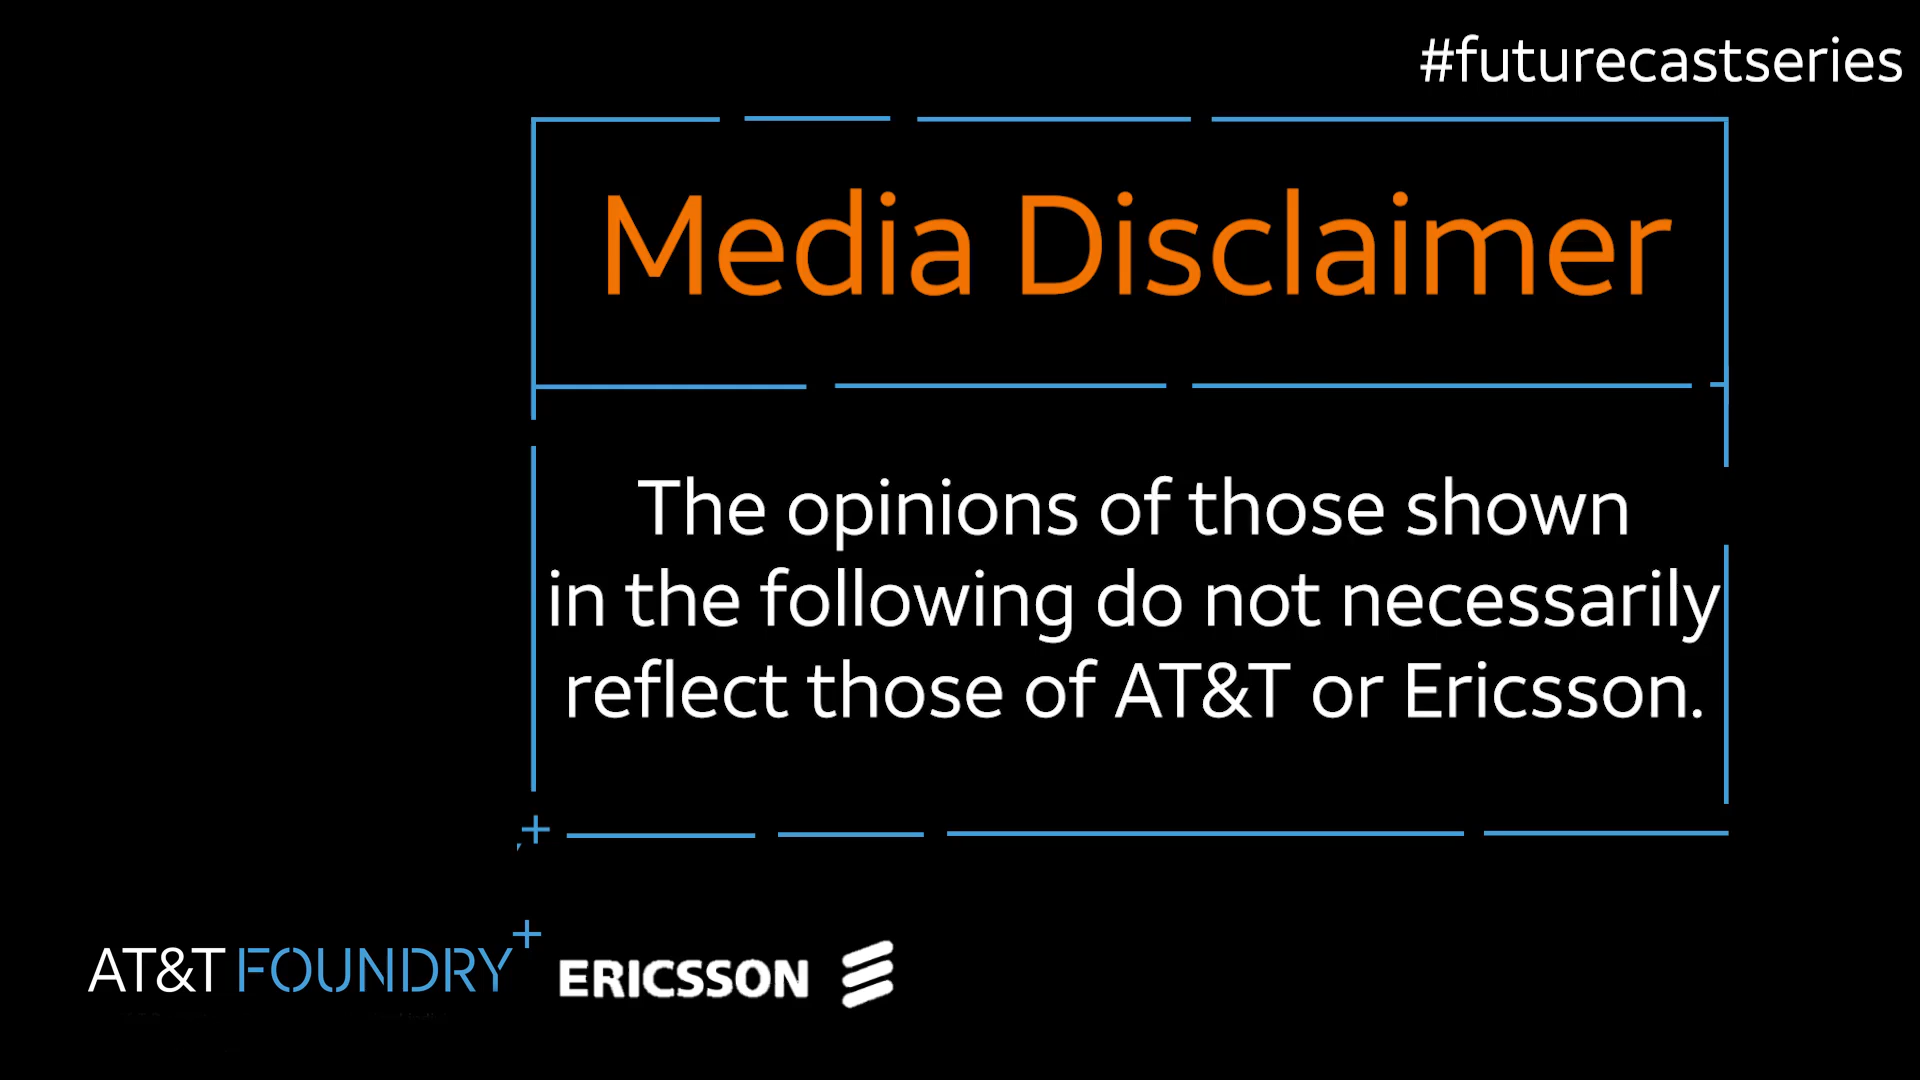 #futurecastseries
Media Disclaimer
The opinions of those shown
in the following do not necessarily
reflect those of AT&T or Ericsson.
AT&T FOUNDRY
ERICSSON